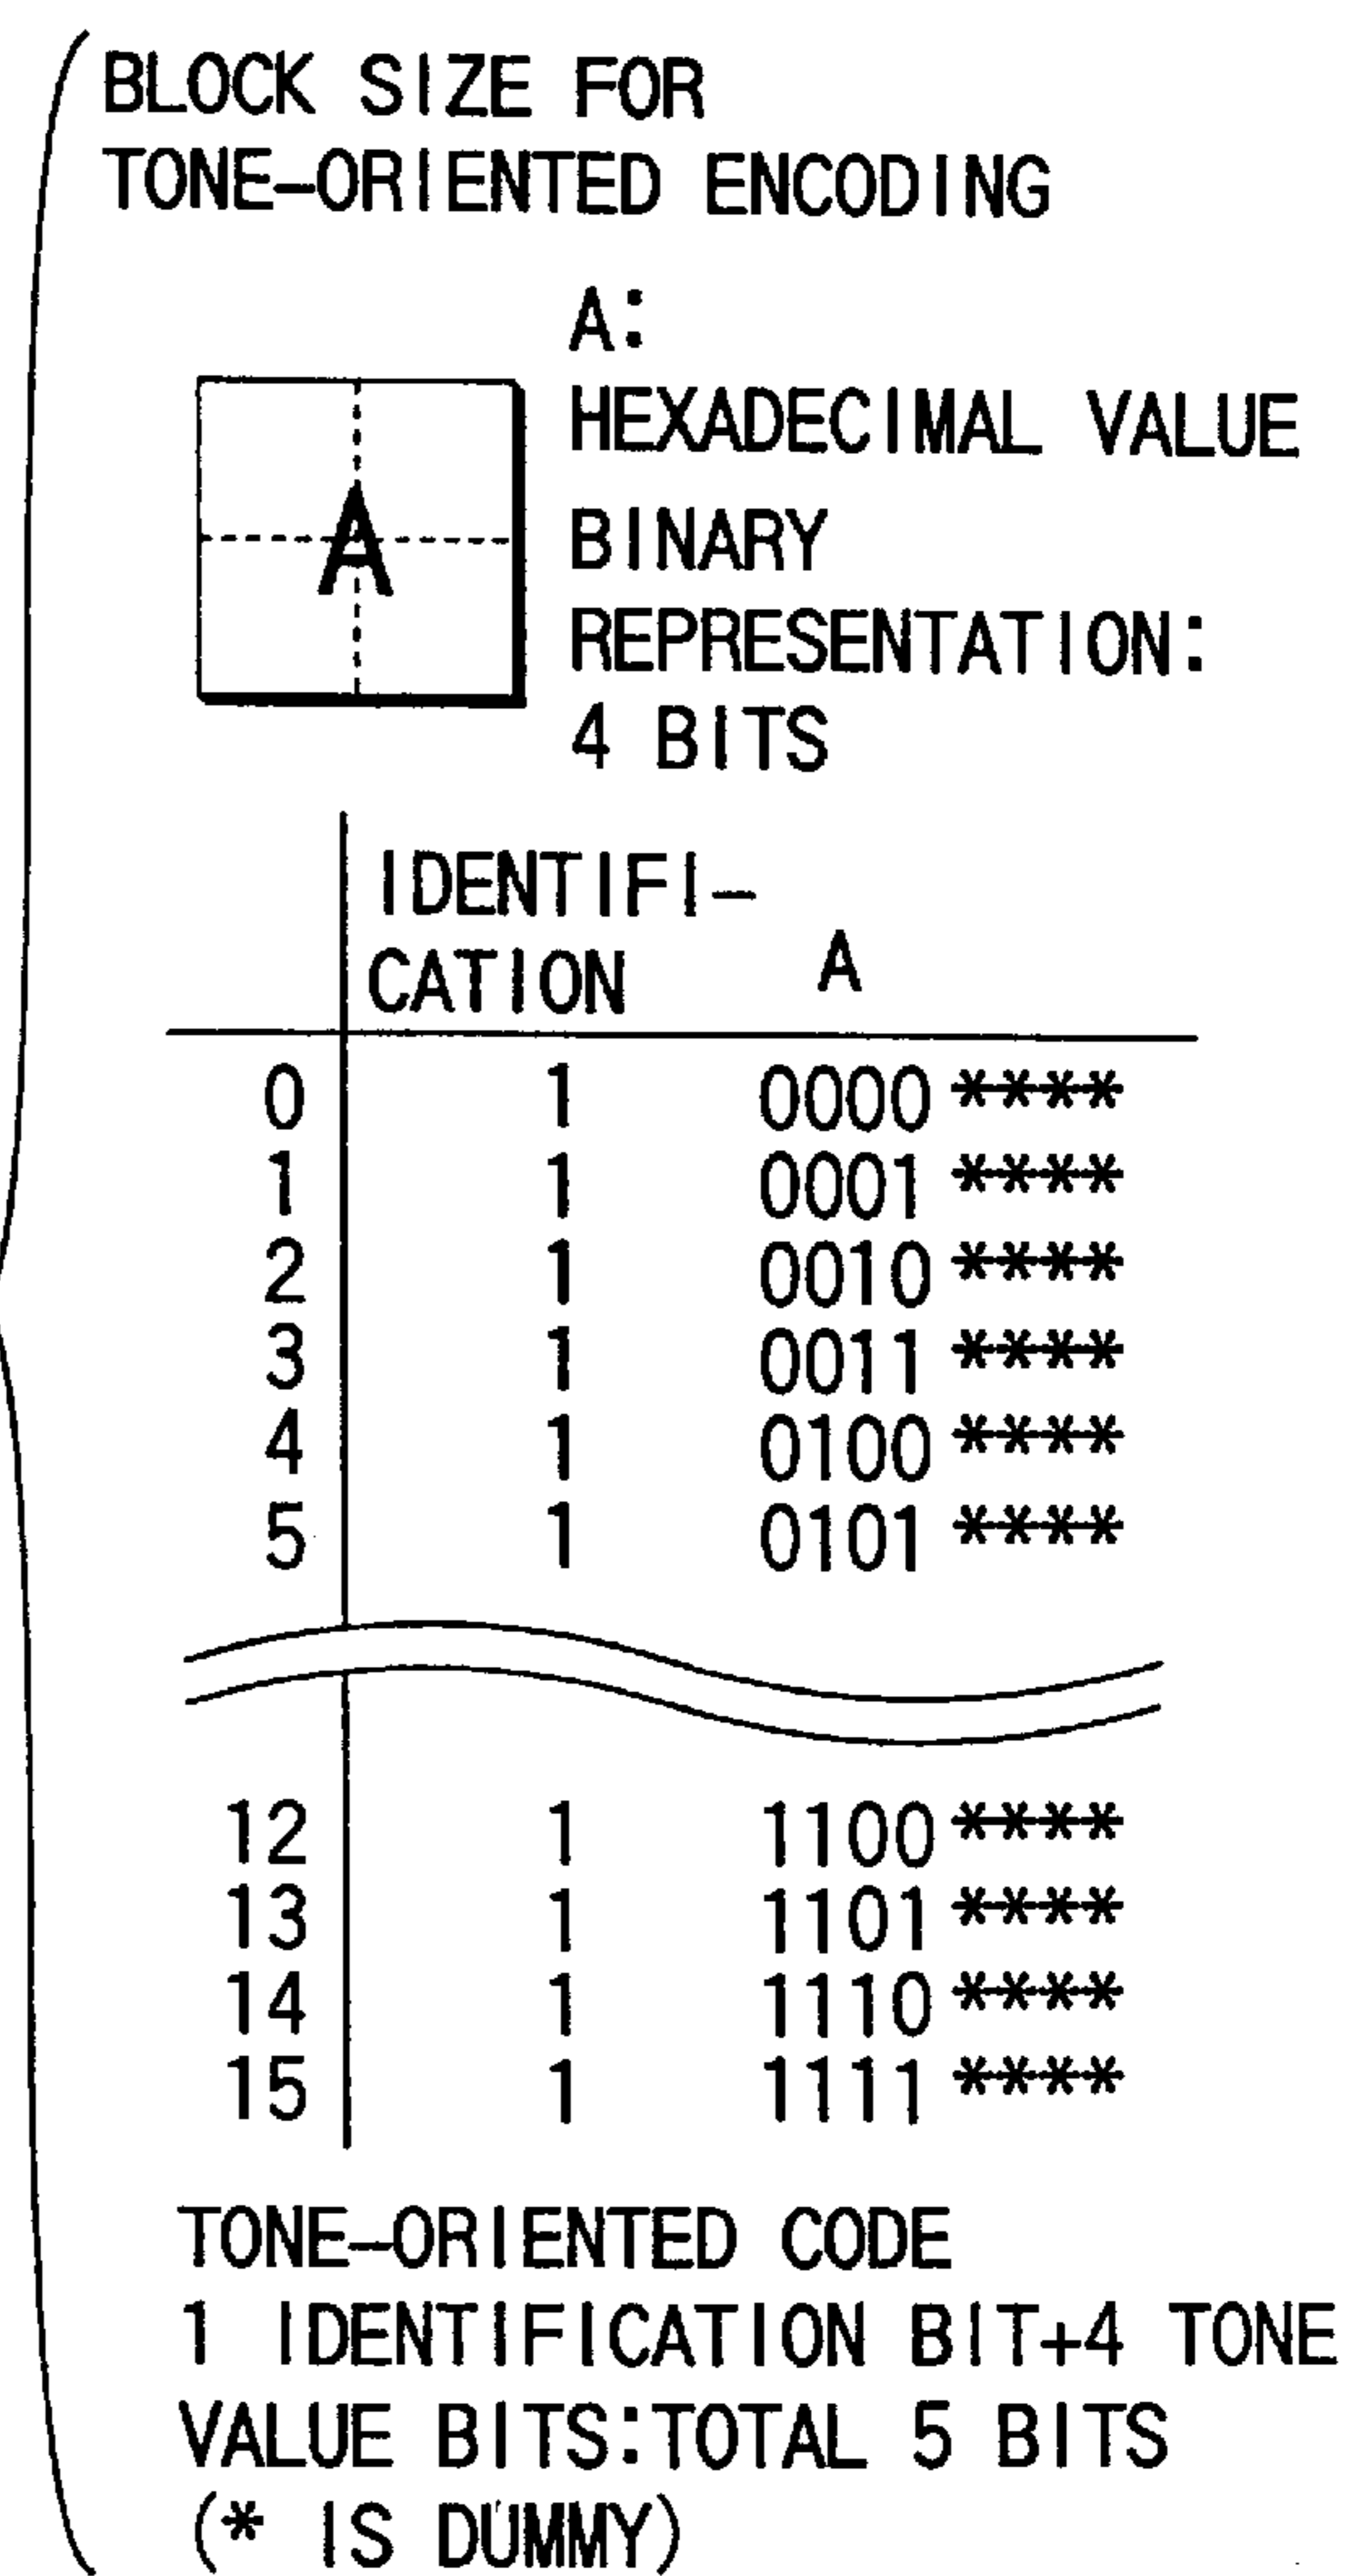 BLOCK SIZE FOR
TONE-ORIENTED ENCODING
A:
HEXADECIMAL VALUE
A
BINARY
REPRESENTATION:
4 BITS
IDENTIFI-
CATION A
0 1 0000****
1 1 0001****
2 1 0010****
3 1 0011****
4 1 0100****
5 1 0101****
12 1 1100****
13 1 1101****
14 1 1110****
15 1 1111****
TONE-ORIENTED CODE
1 IDENTIFICATION BIT+4 TONE
VALUE BITS:TOTAL 5 BITS
(* IS DUMMY)